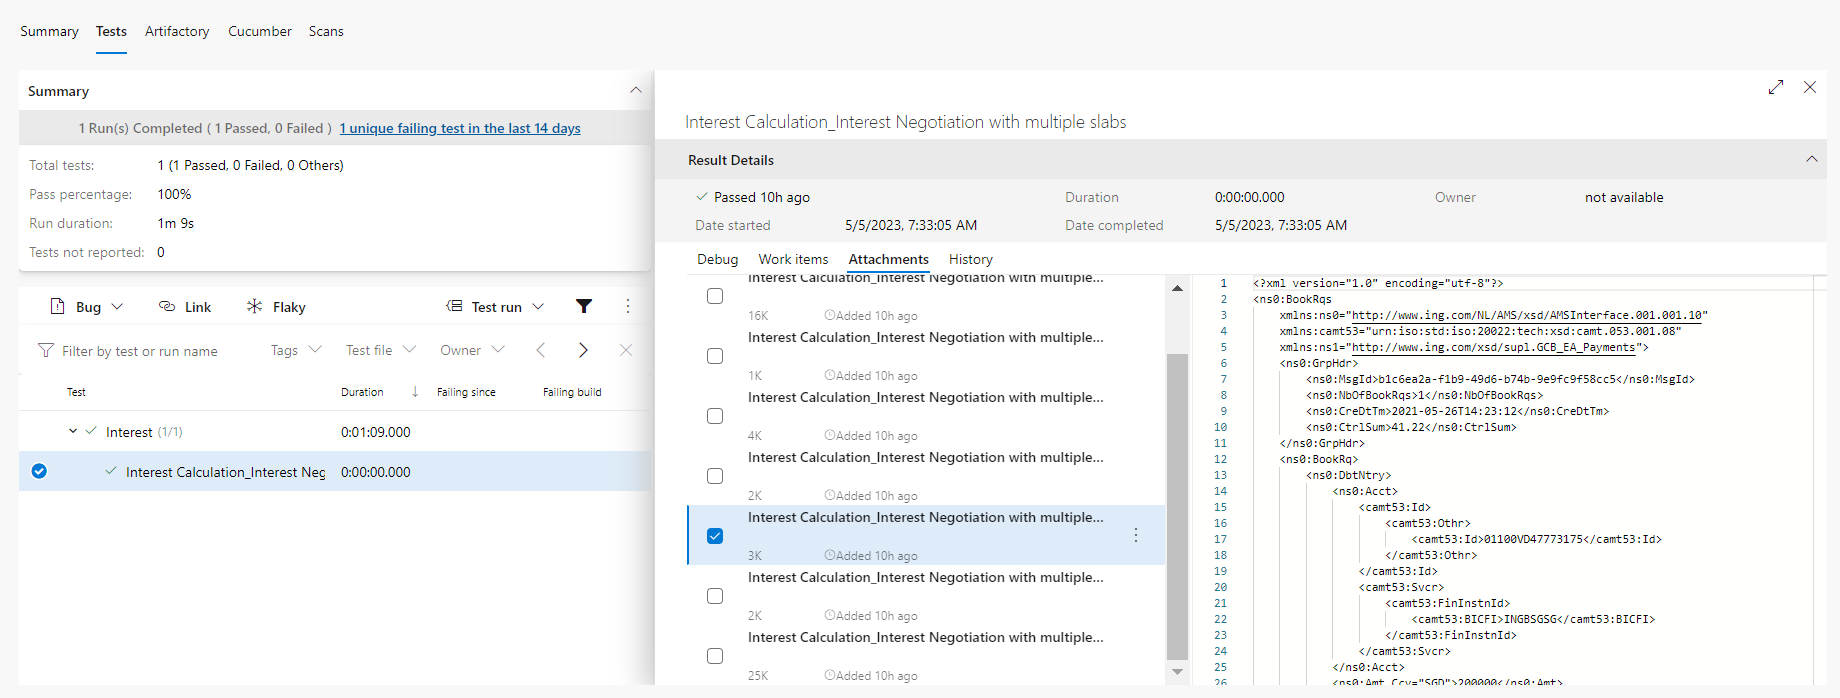 Summary Tests Artifactory Cucumber Scans
Summary
1 Run(s) Completed ( 1 Passed, 0 Failed ) 1 unique failing test in the last 14 days
Total tests: 1 (1 Passed, 0 Failed, 0 Others)
Pass percentage: 100%
Run duration: 1m 9s
Tests not reported: 0
Bug Link Flaky Test run
Filter by test or run name Tags Test file Owner
Test Duration Failing since Failing build
Interest (1/1) 0:01:09.000
Interest Calculation_Interest Neg 0:00:00.000
Interest Calculation_Interest Negotiation with multiple slabs
Result Details
Passed 10h ago Duration 0:00:00.000 Owner not available
Date started 5/5/2023, 7:33:05 AM Date completed 5/5/2023, 7:33:05 AM
Debug Work items Attachments History
Interest Calculation_Interest Negotiation with multiple...
16K Added 10h ago
Interest Calculation_Interest Negotiation with multiple...
1K Added 10h ago
Interest Calculation_Interest Negotiation with multiple...
4K Added 10h ago
Interest Calculation_Interest Negotiation with multiple...
2K Added 10h ago
Interest Calculation_Interest Negotiation with multiple...
3K Added 10h ago
Interest Calculation_Interest Negotiation with multiple...
2K Added 10h ago
Interest Calculation_Interest Negotiation with multiple...
25K Added 10h ago
1 <?xml version="1.0" encoding="utf-8"?>
2 <ns0:BookRqs
3 xmlns:ns0="http://www.ing.com/NL/AMS/xsd/AMSInterface.001.001.10"
4 xmlns:camt53="urn:iso:std:iso:20022:tech:xsd:camt.053.001.08"
5 xmlns:ns1="http://www.ing.com/xsd/supl.GCB_EA_Payments">
6 <ns0:GrpHdr>
7 <ns0:MsgId>b1c6ea2a-f1b9-49d6-b74b-9e9fc9f58cc5</ns0:MsgId>
8 <ns0:NbOfBookRqs>1</ns0:NbOfBookRqs>
9 <ns0:CreDtTm>2021-05-26T14:23:12</ns0:CreDtTm>
10 <ns0:CtrlSum>41.22</ns0:CtrlSum>
11 </ns0:GrpHdr>
12 <ns0:BookRq>
13 <ns0:DbtNtry>
14 <ns0:Acct>
15 <camt53:Id>
16 <camt53:Othr>
17 <camt53:Id>01100VD47773175</camt53:Id>
18 </camt53:Othr>
19 </camt53:Id>
20 <camt53:Svcr>
21 <camt53:FinInstnId>
22 <camt53:BICFI>INGBSGSG</camt53:BICFI>
23 </camt53:FinInstnId>
24 </camt53:Svcr>
25 </ns0:Acct>
26 <ns0:Amt Ccy="SGD">200000</ns0:Amt>